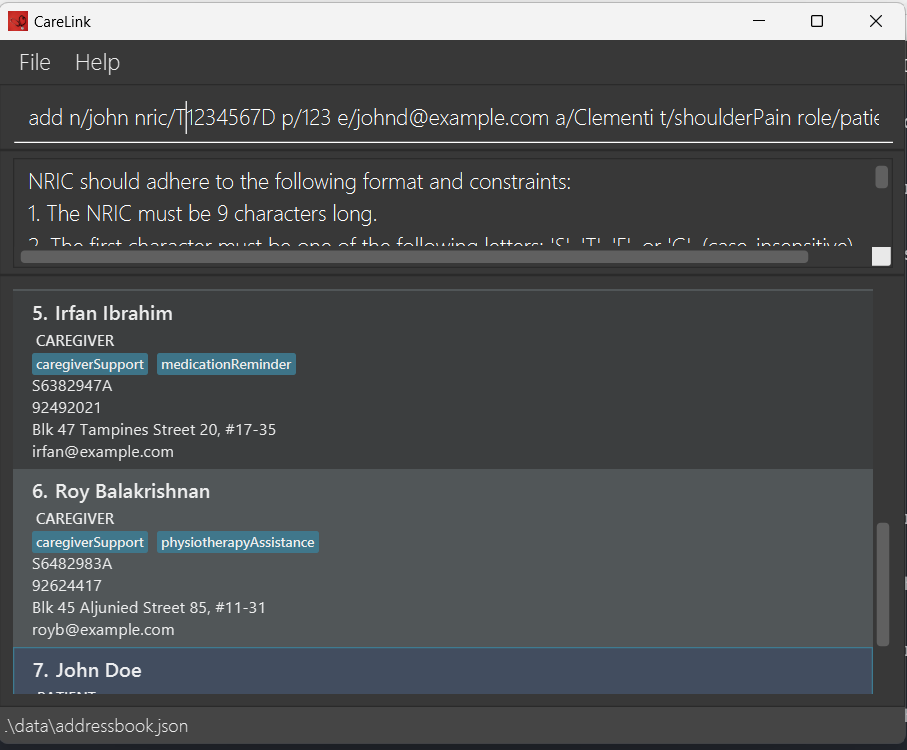 CareLink
File Help
add n/john nric/T1234567D p/123 e/johnd@example.com a/Clementi t/shoulderPain role/patie
NRIC should adhere to the following format and constraints:
1. The NRIC must be 9 characters long.
2. The first character must be one of the following letters: 'S', 'T', 'F', or 'G'. (case-insensitive)
5. Irfan Ibrahim
CAREGIVER
caregiverSupport medicationReminder
S6382947A
92492021
Blk 47 Tampines Street 20, #17-35
irfan@example.com
6. Roy Balakrishnan
CAREGIVER
caregiverSupport physiotherapyAssistance
S6482983A
92624417
Blk 45 Aljunied Street 85, #11-31
royb@example.com
7. John Doe
PATIENT
.\data\addressbook.json